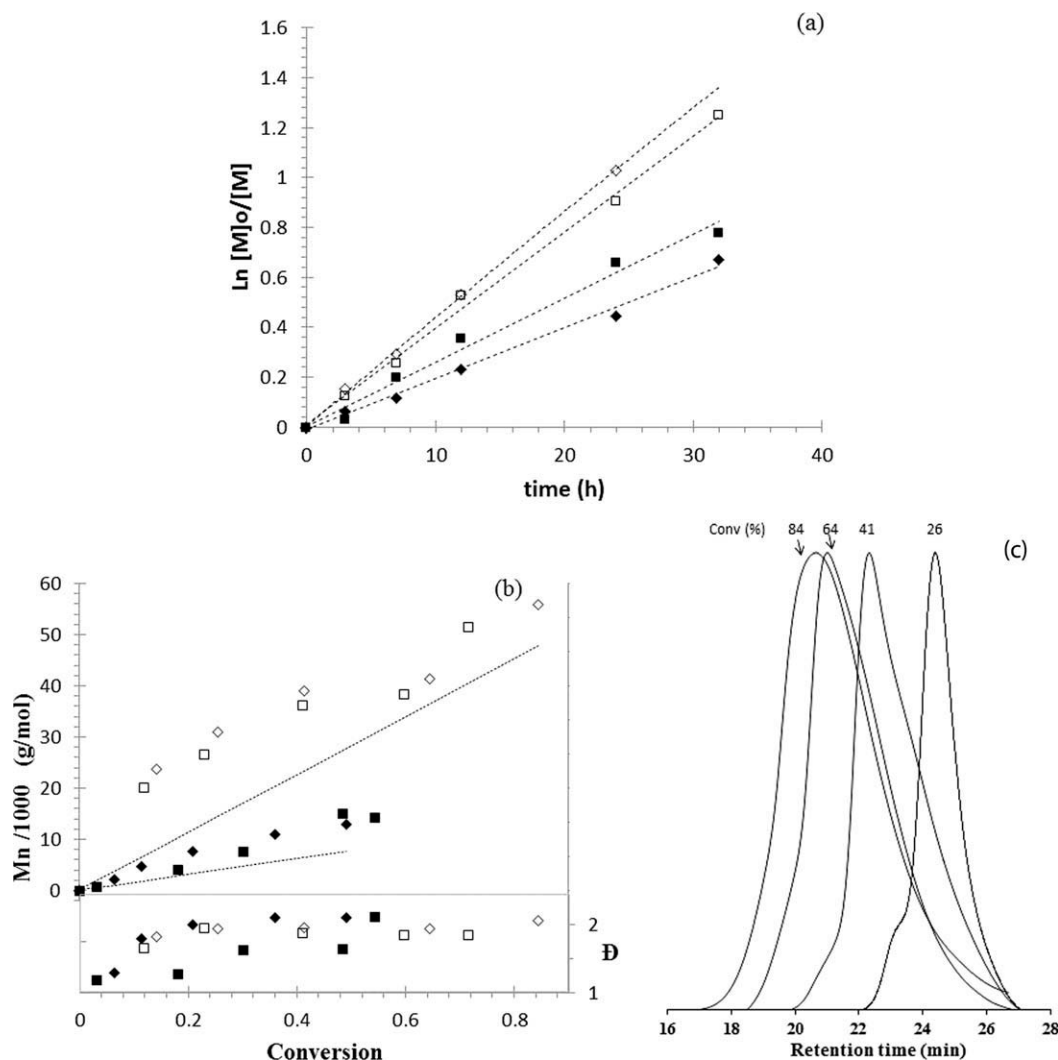 (a)
Ln [M]o/[M]
1.6
1.4
1.2
1
0.8
0.6
0.4
0.2
0
0 10 20 30 40
time (h)
(b)
Mn /1000 (g/mol)
60
50
40
30
20
10
0
2
Đ
1
0 0.2 0.4 0.6 0.8
Conversion
(c)
Conv (%) 84 64 41 26
16 18 20 22 24 26 28
Retention time (min)